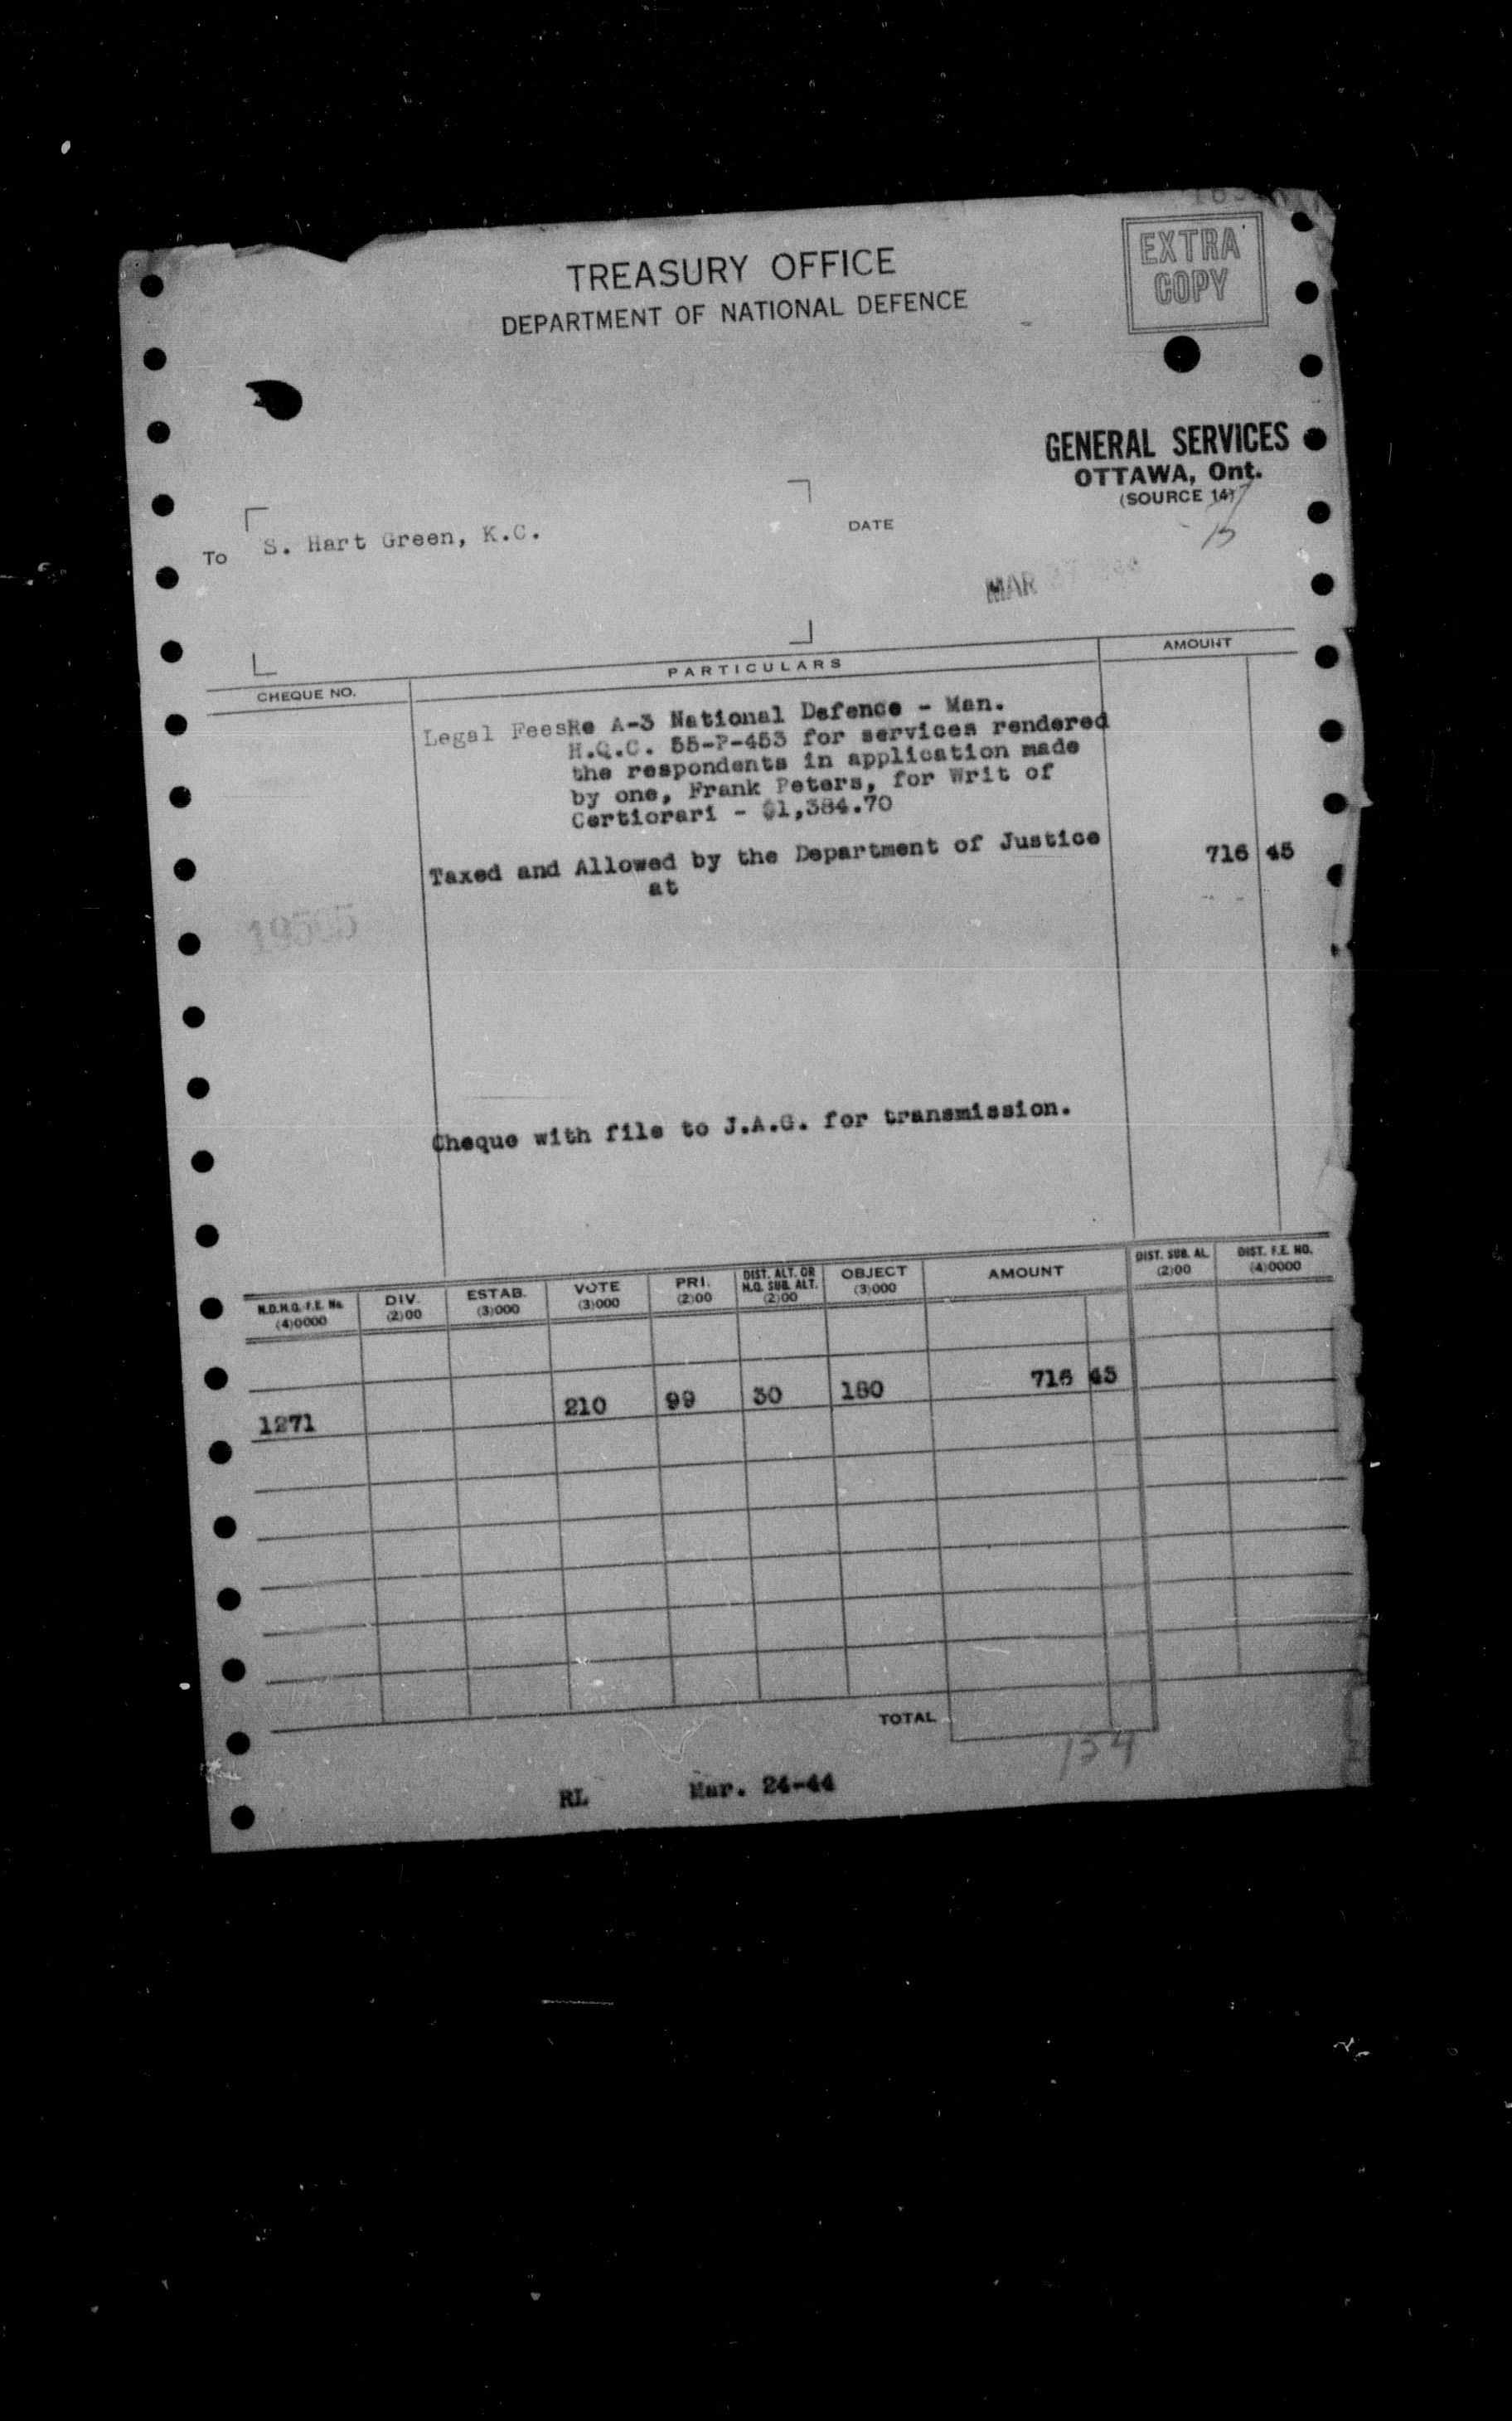 EXTRA
COPY
TREASURY OFFICE
DEPARTMENT OF NATIONAL DEFENCE
GENERAL SERVICES
OTTAWA, Ont.
(SOURCE 14)
To S. Hart Green, K.C.
DATE
MAR 27
CHEQUE NO. PARTICULARS AMOUNT
Legal Fees Re A-3 National Defence - Man.
H.Q.C. 55-P-453 for services rendered
the respondents in application made
by one, Frank Peters, for Writ of
Certiorari - $1,384.70
Taxed and Allowed by the Department of Justice
at 716 45
Cheque with file to J.A.G. for transmission.
N.D.H.Q. F.E. No. (4)0000 DIV. (2)00 ESTAB. (3)000 VOTE (3)000 PRI. (2)00 DIST. ALT. OR H.Q. SUB. ALT. (2)00 OBJECT (3)000 AMOUNT DIST. SUB. AL. (2)00 DIST. F.E. NO. (4)0000
1271 210 99 30 180 716 45
TOTAL
134
RL Mar. 24-44